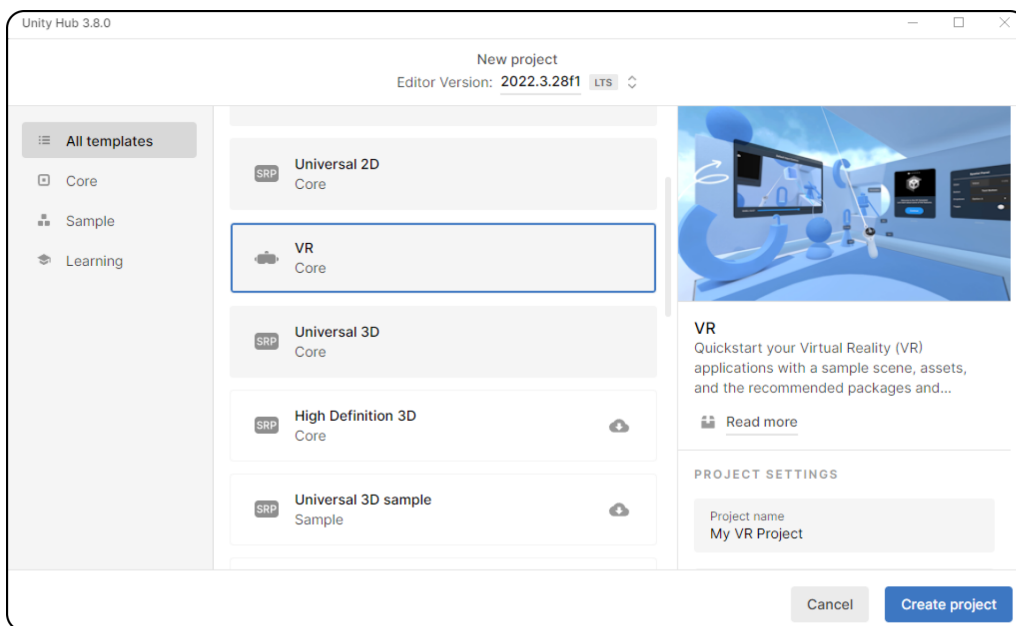 Unity Hub 3.8.0
New project
Editor Version: 2022.3.28f1 LTS
All templates
Core
Sample
Learning
SRP
Universal 2D
Core
VR
Core
SRP
Universal 3D
Core
SRP
High Definition 3D
Core
SRP
Universal 3D sample
Sample
VR
Quickstart your Virtual Reality (VR)
applications with a sample scene, assets,
and the recommended packages and...
Read more
PROJECT SETTINGS
Project name
My VR Project
Cancel
Create project